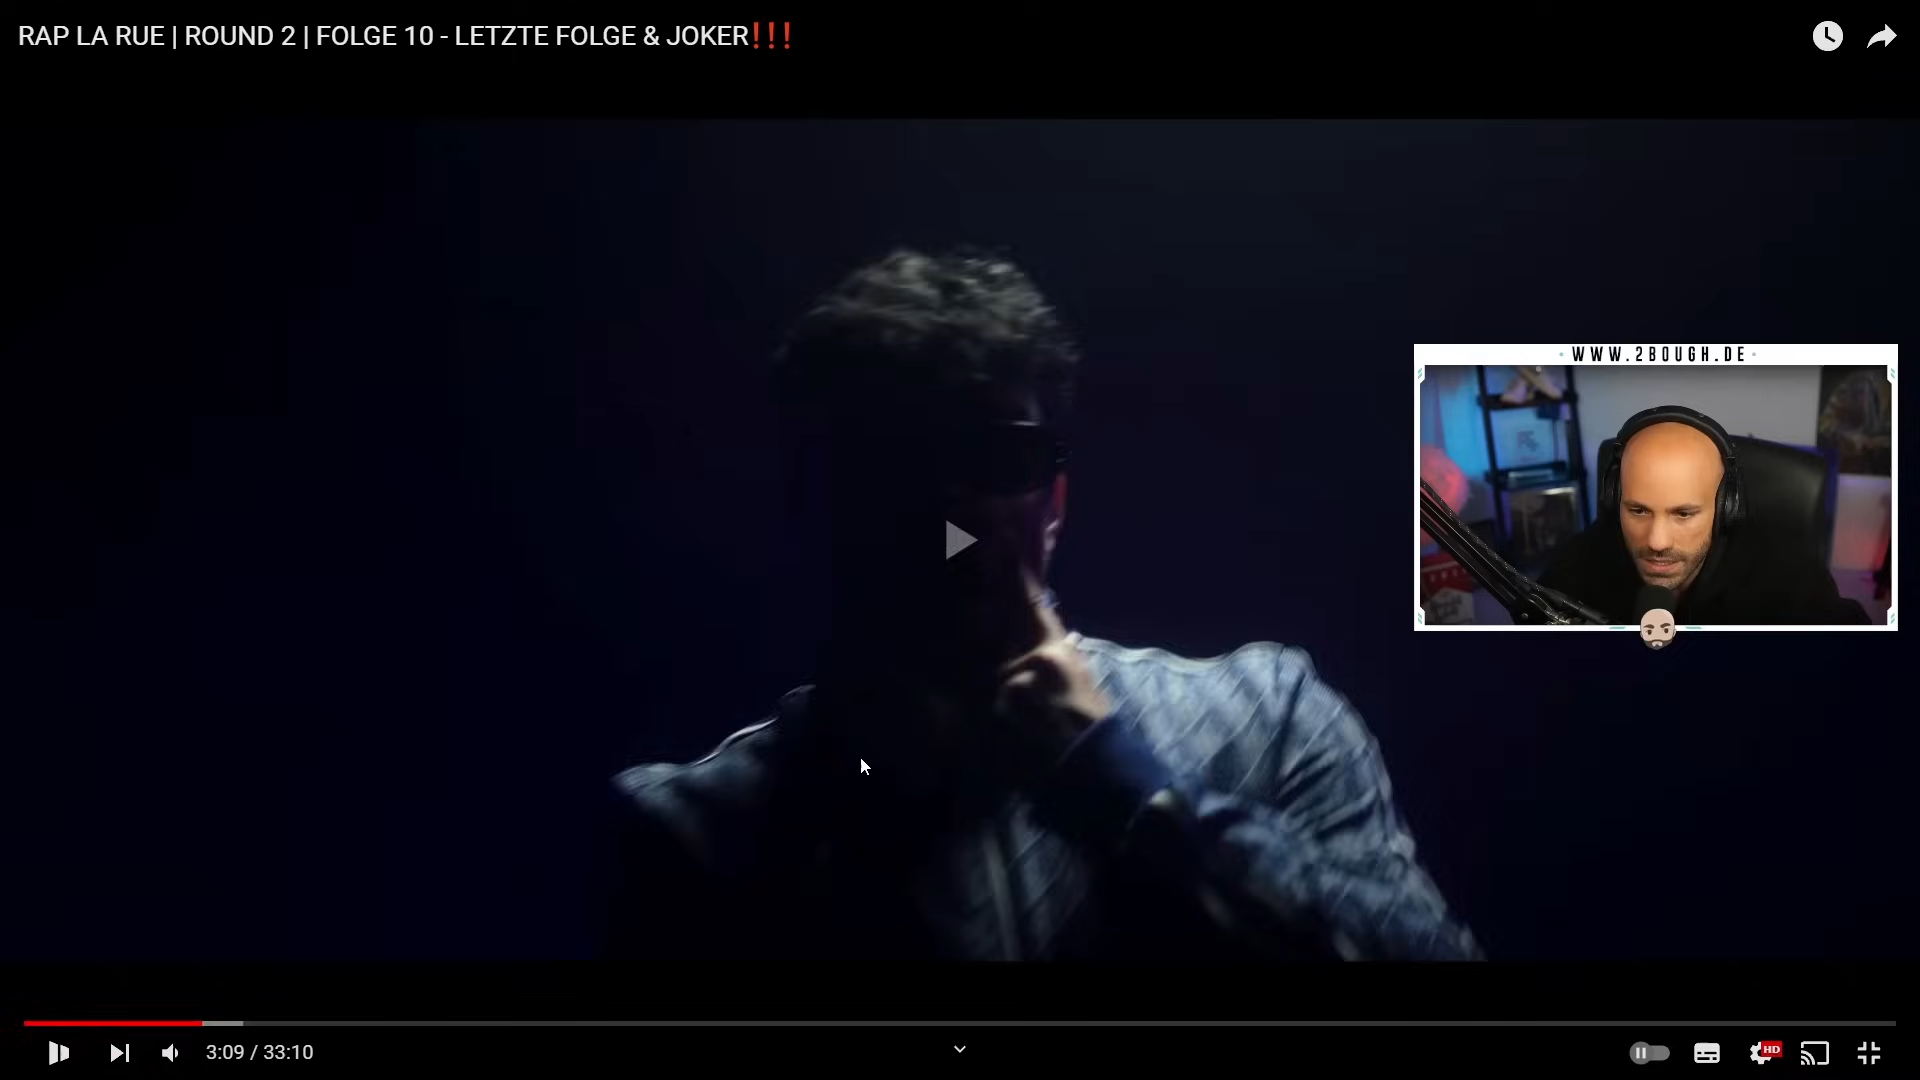 RAP LA RUE | ROUND 2 | FOLGE 10 - LETZTE FOLGE & JOKER❗❗❗
WWW.2BOUGH.DE
3:09 / 33:10
HD